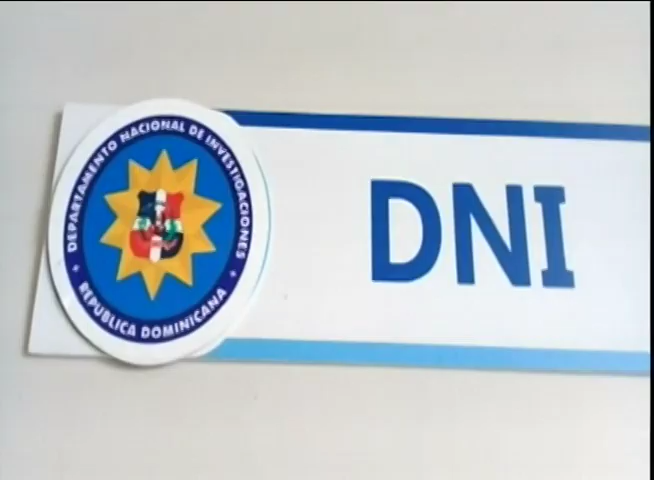 DEPARTAMENTO NACIONAL DE INVESTIGACIONES
REPUBLICA DOMINICANA
DNI